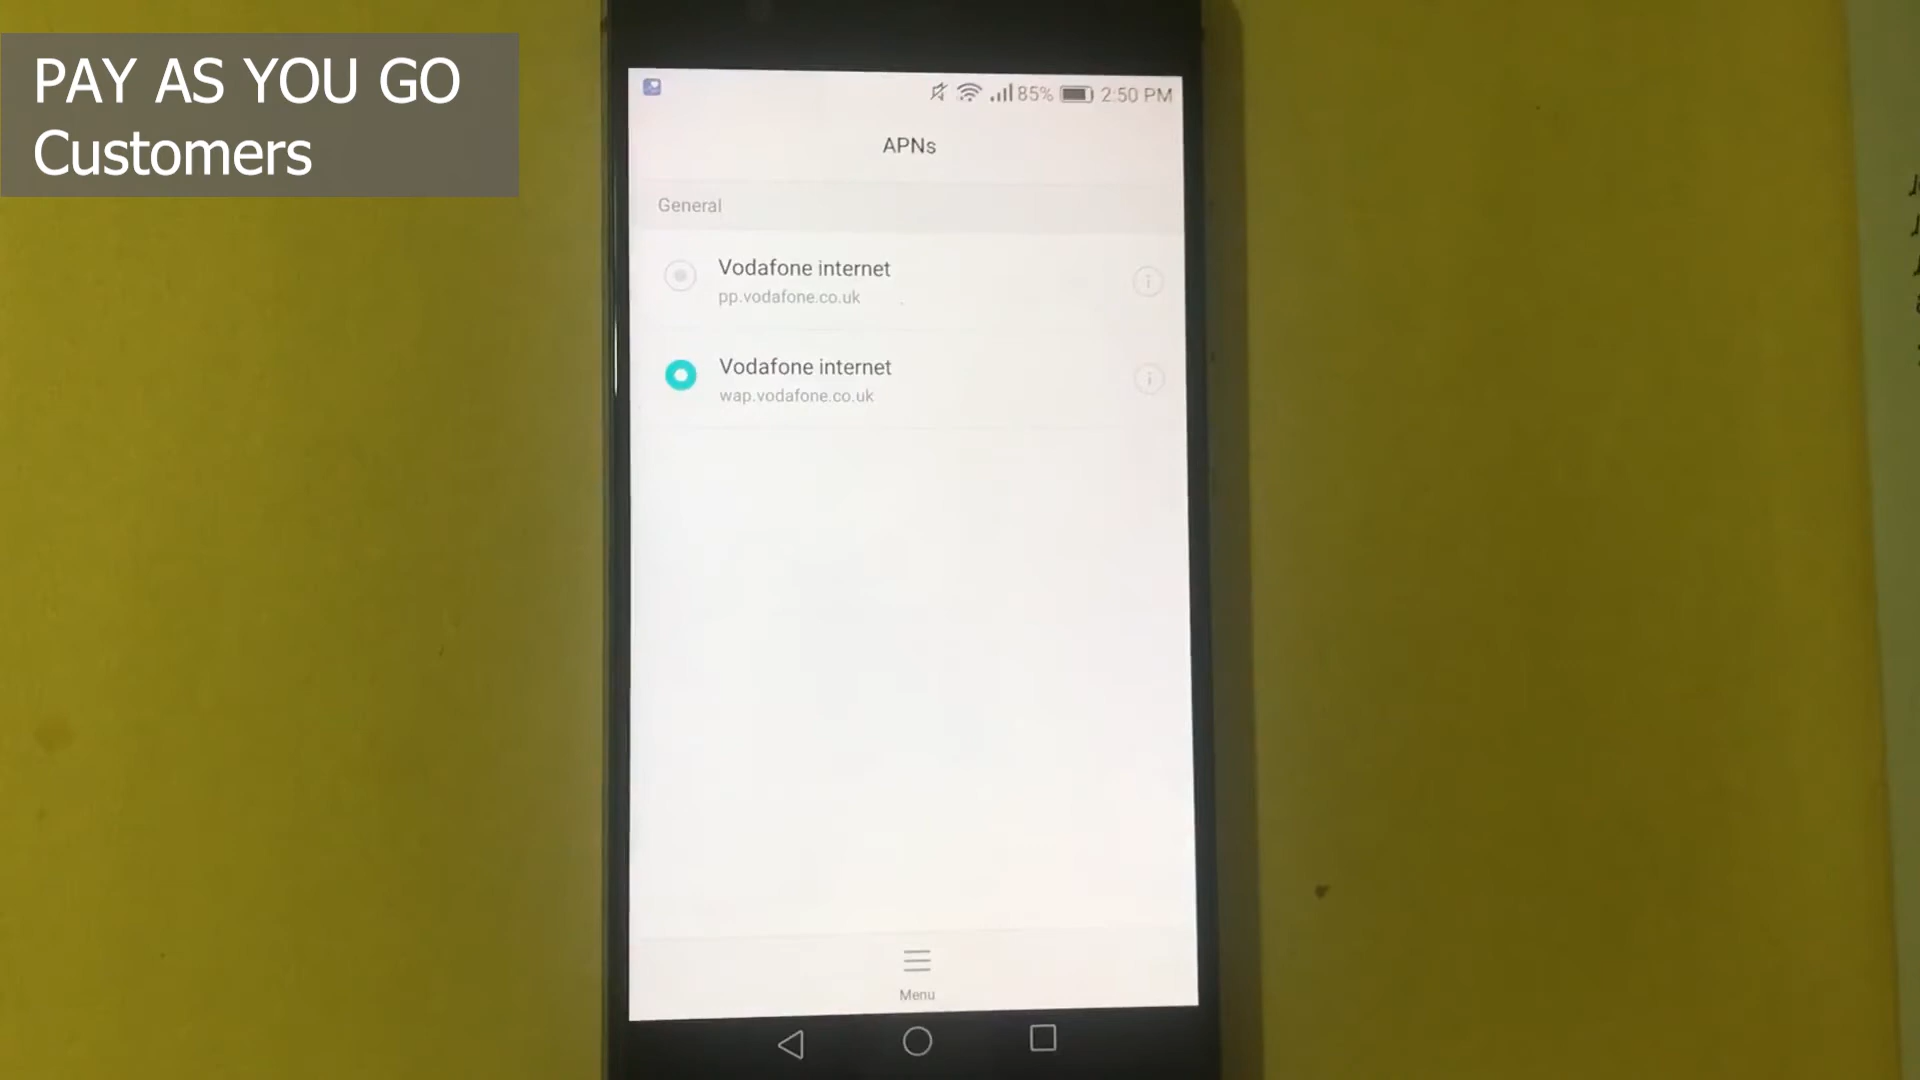 PAY AS YOU GO
Customers
85% 2:50 PM
APNs
General
Vodafone internet
pp.vodafone.co.uk
Vodafone internet
wap.vodafone.co.uk
Menu